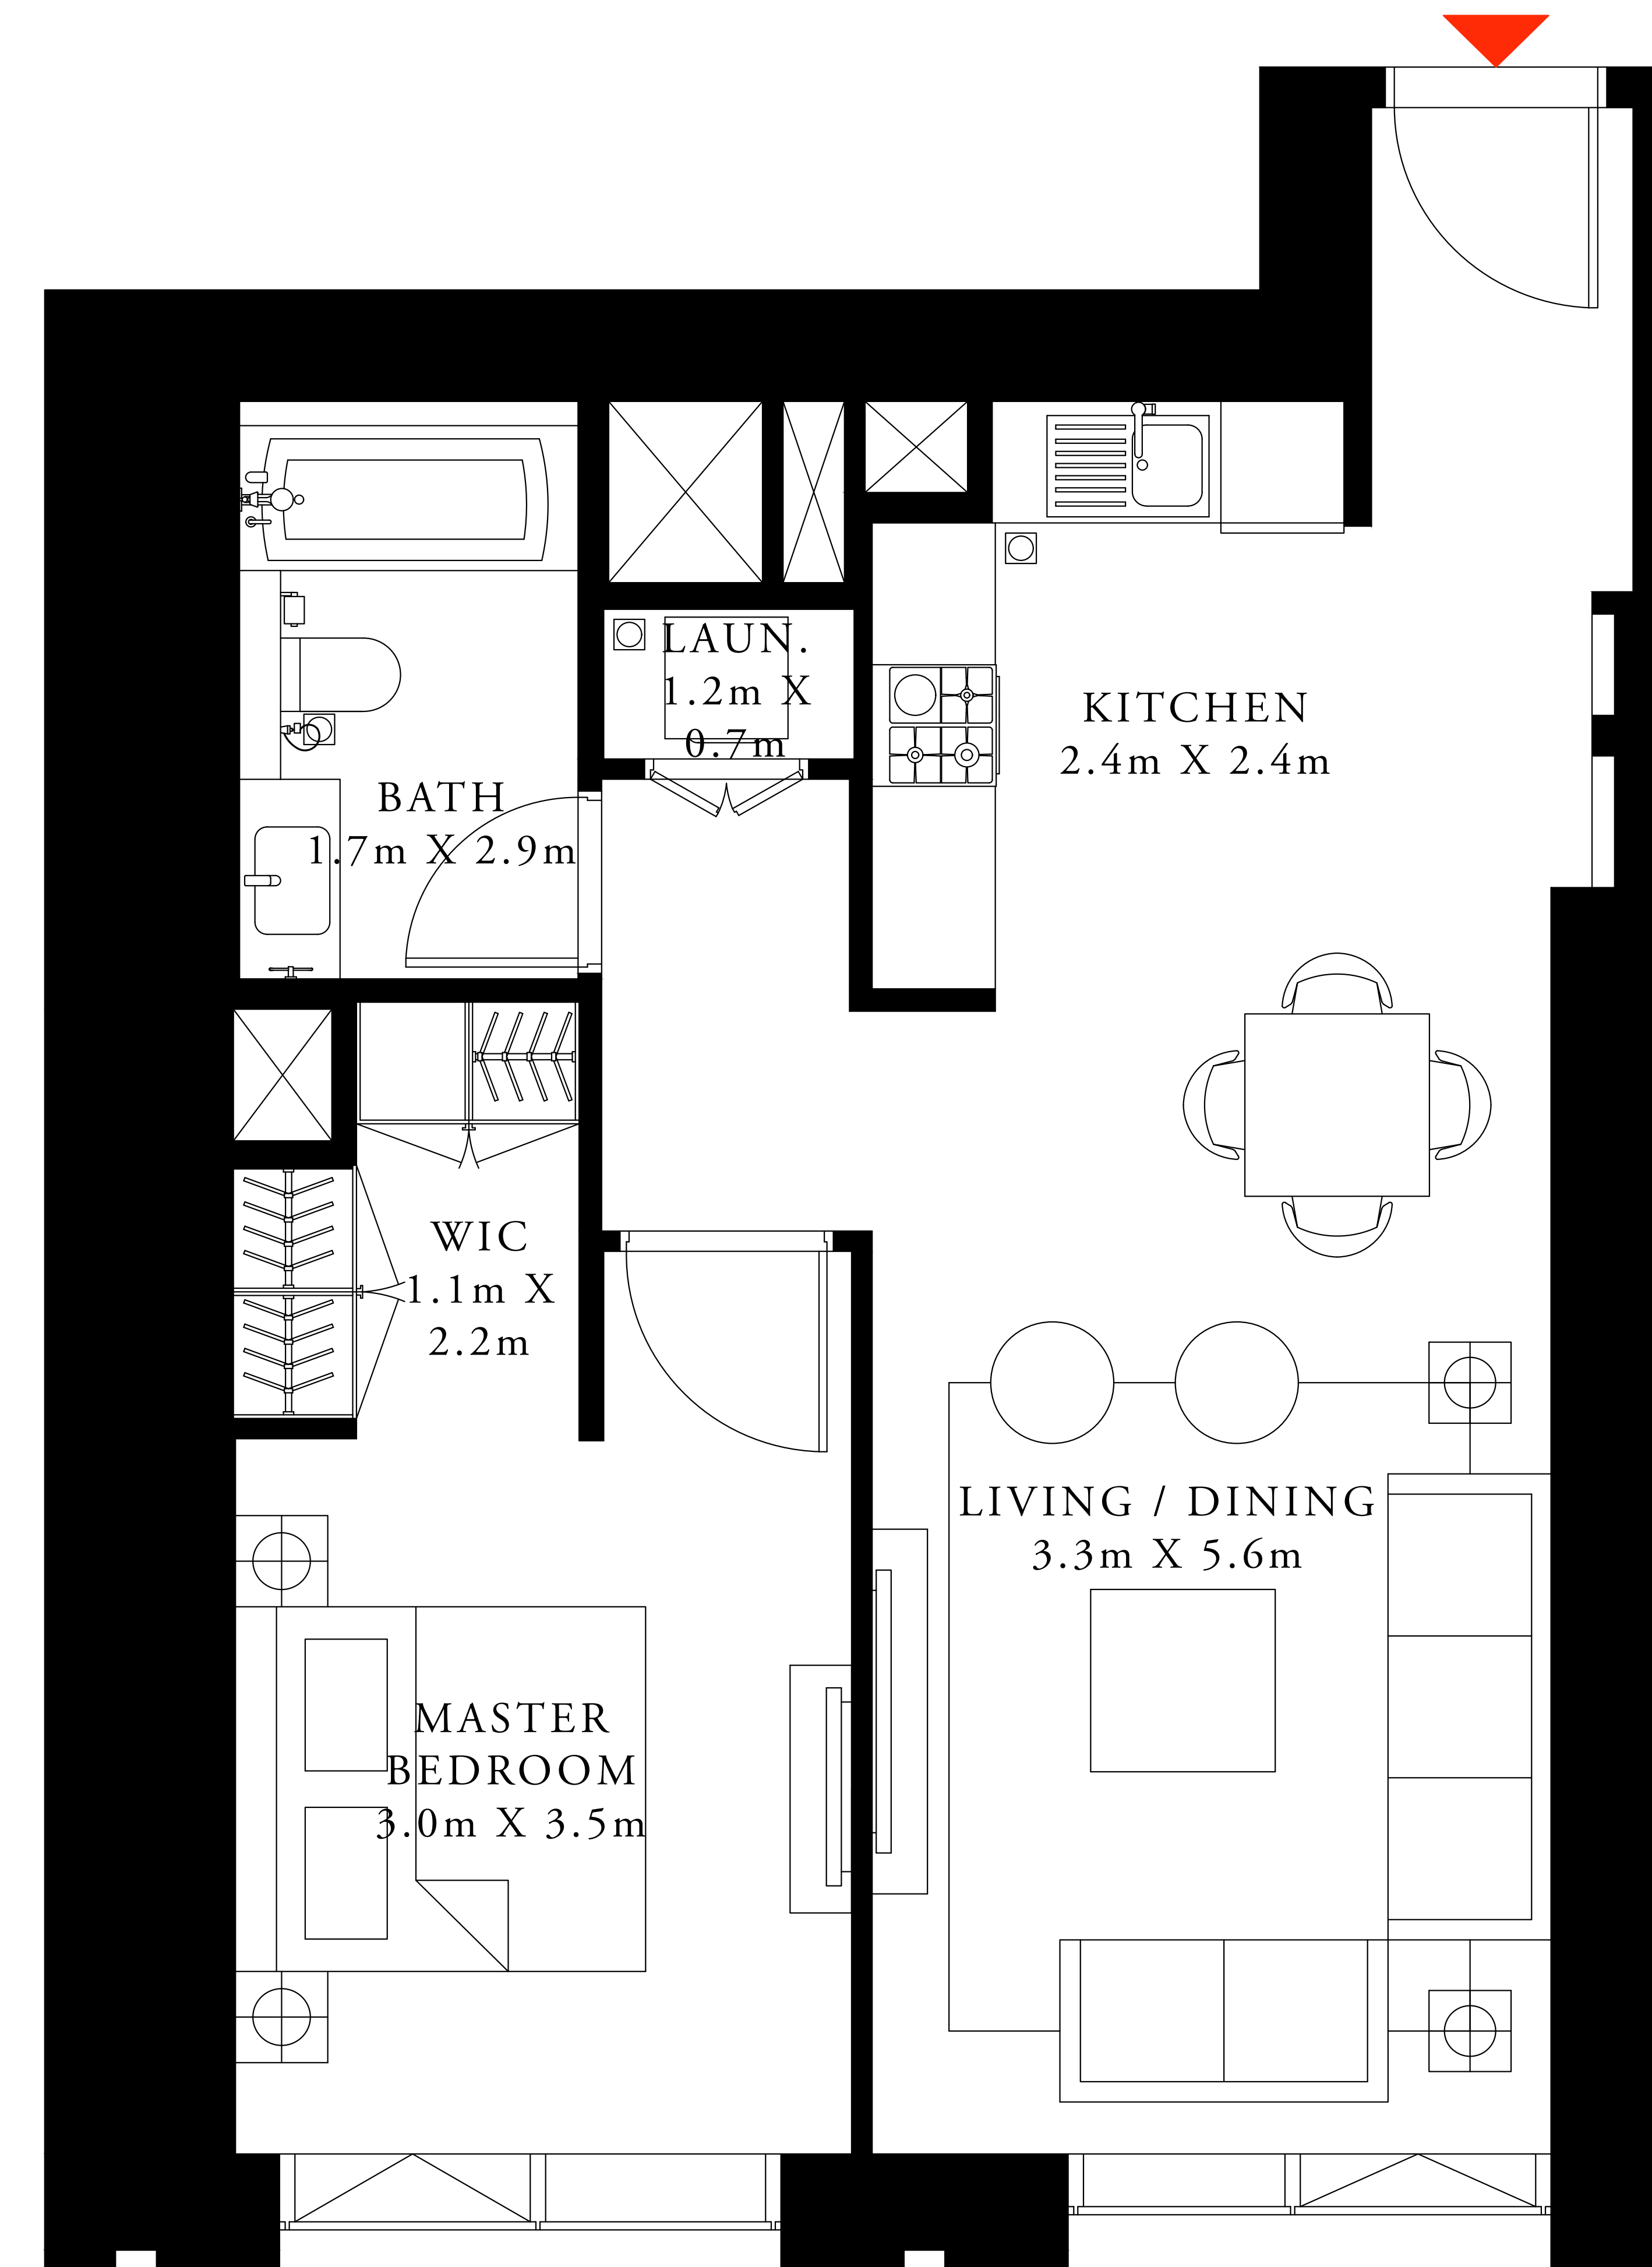 LAUN.
1.2m X
0.7m
KITCHEN
2.4m X 2.4m
BATH
1.7m X 2.9m
WIC
1.1m X
2.2m
LIVING / DINING
3.3m X 5.6m
MASTER
BEDROOM
3.0m X 3.5m